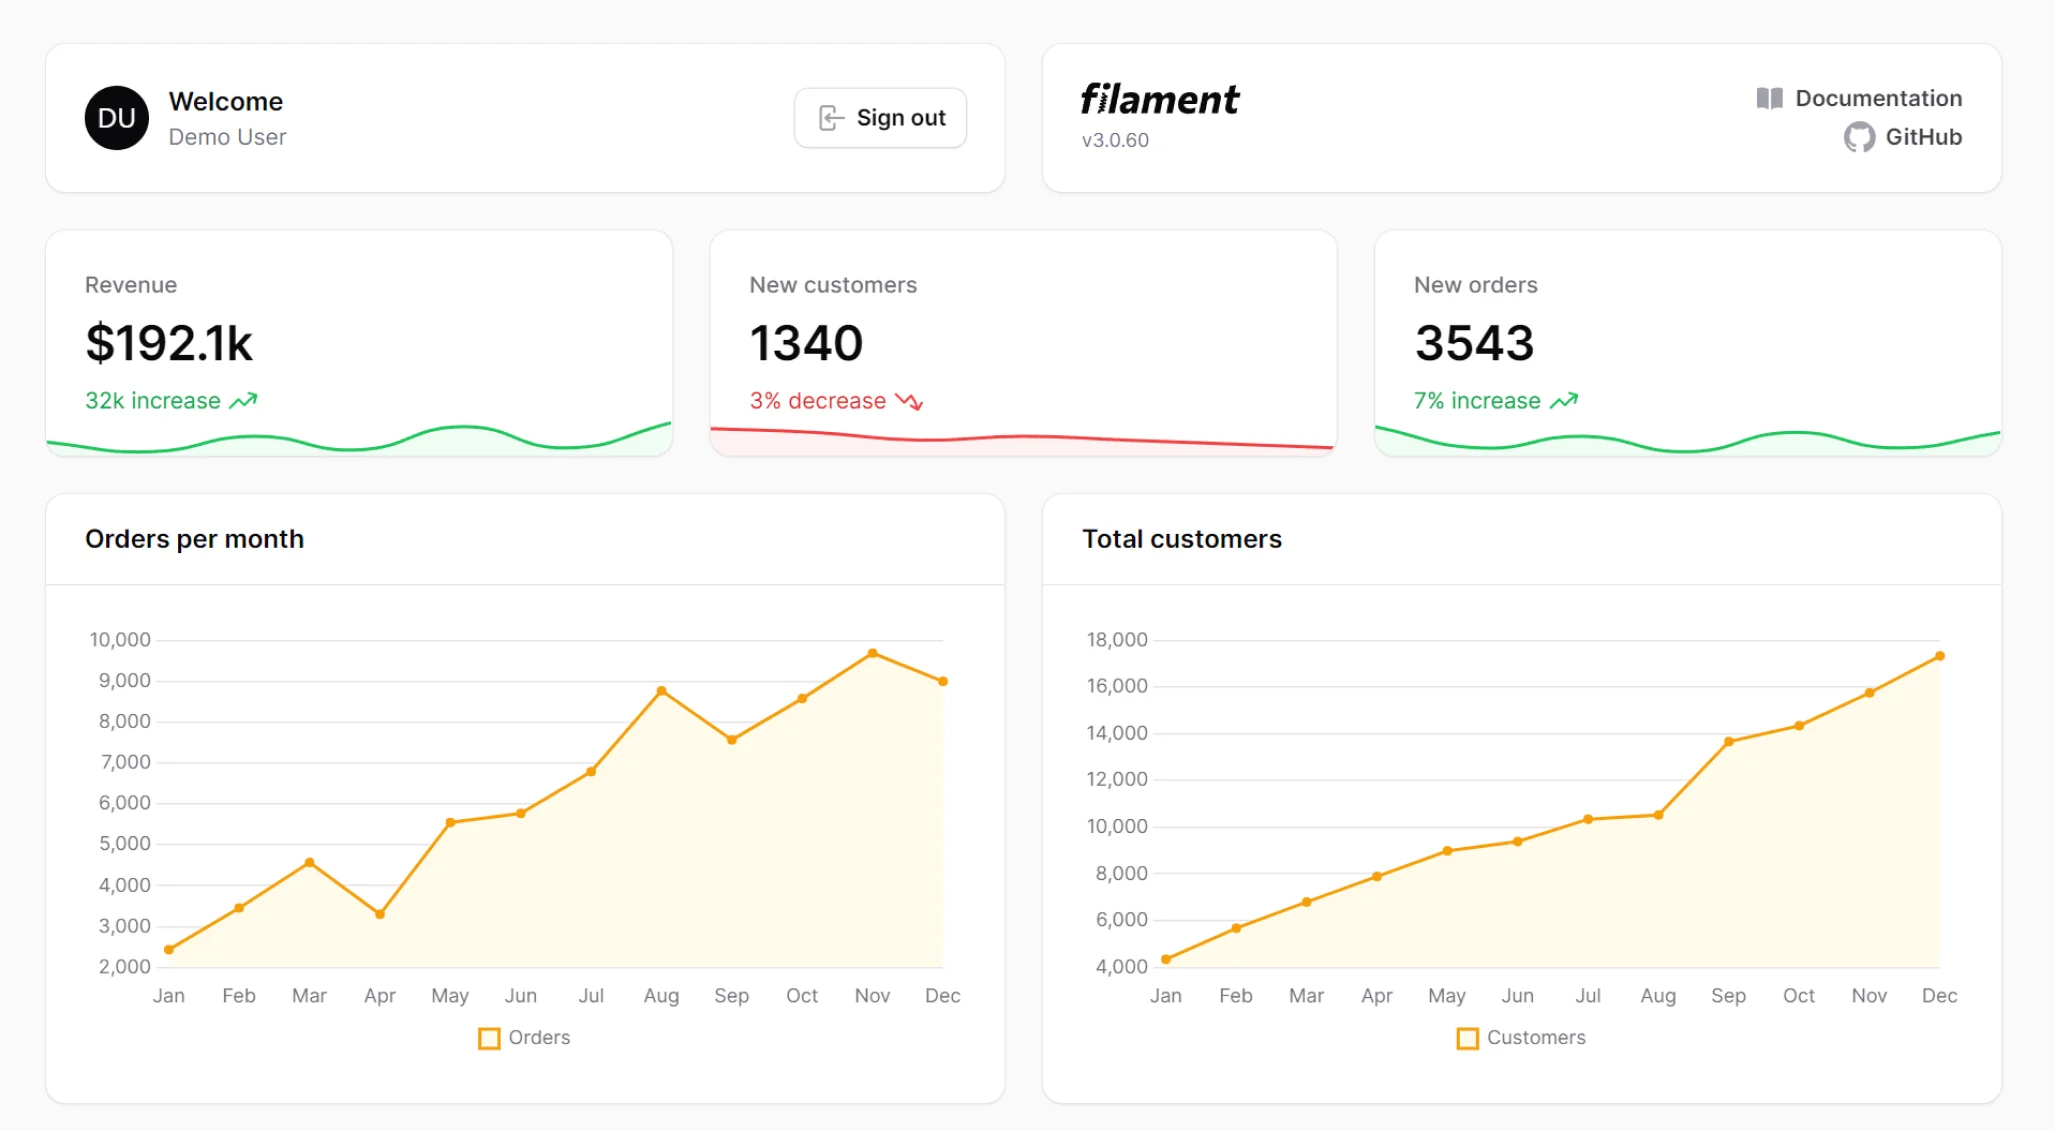 DU
Welcome
Demo User
Sign out
filament
v3.0.60
Documentation
GitHub
Revenue
$192.1k
32k increase
New customers
1340
3% decrease
New orders
3543
7% increase
Orders per month
10,000
9,000
8,000
7,000
6,000
5,000
4,000
3,000
2,000
Jan Feb Mar Apr May Jun Jul Aug Sep Oct Nov Dec
Orders
Total customers
18,000
16,000
14,000
12,000
10,000
8,000
6,000
4,000
Jan Feb Mar Apr May Jun Jul Aug Sep Oct Nov Dec
Customers